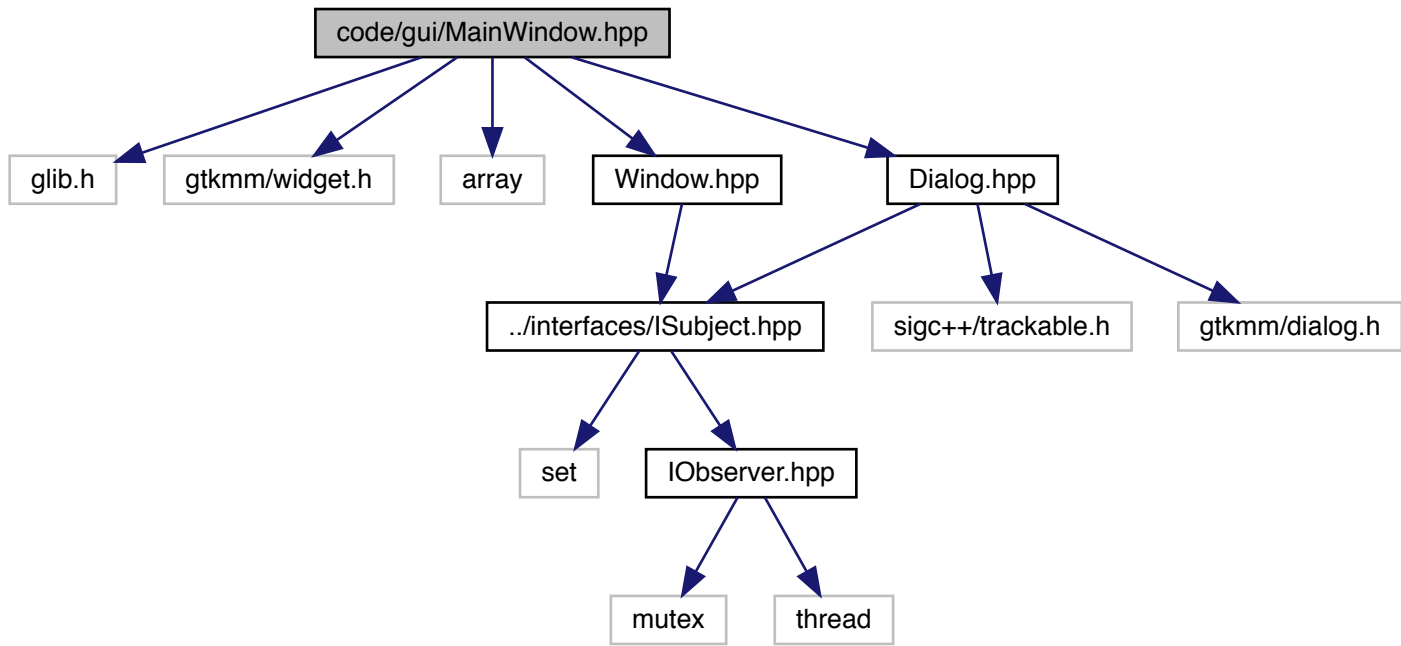 code/gui/MainWindow.hpp
glib.h
gtkmm/widget.h
array
Window.hpp
Dialog.hpp
../interfaces/ISubject.hpp
sigc++/trackable.h
gtkmm/dialog.h
set
IObserver.hpp
mutex
thread